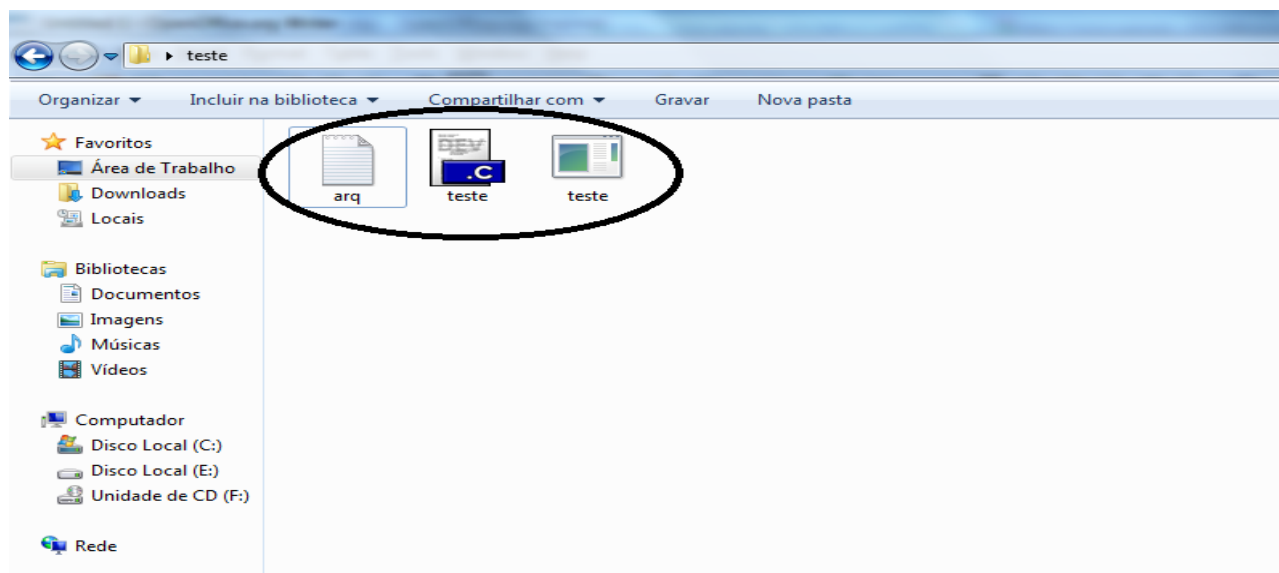 teste
Organizar Incluir na biblioteca Compartilhar com Gravar Nova pasta
Favoritos
Área de Trabalho
Downloads
Locais
Bibliotecas
Documentos
Imagens
Músicas
Vídeos
Computador
Disco Local (C:)
Disco Local (E:)
Unidade de CD (F:)
Rede
DEV
.C
arq teste teste